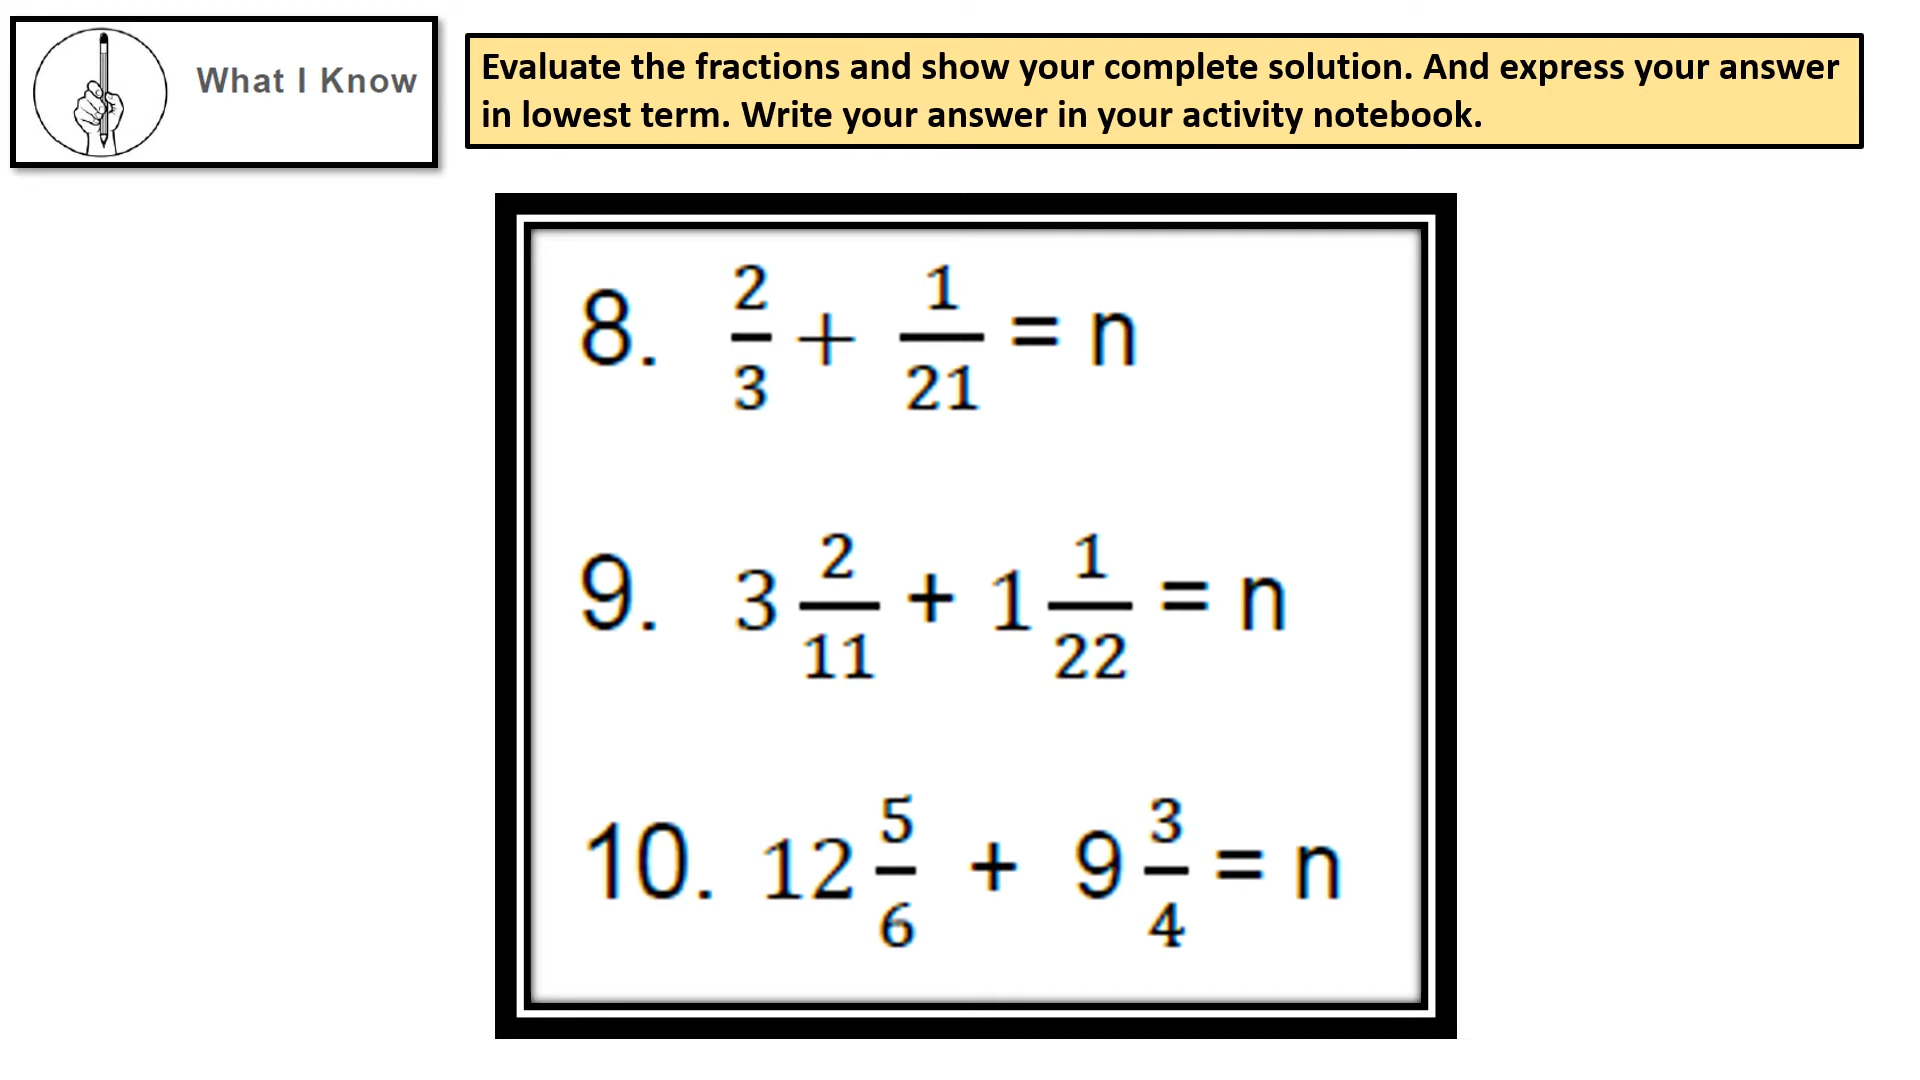 What I Know
Evaluate the fractions and show your complete solution. And express your answer
in lowest term. Write your answer in your activity notebook.
8. 2/3 + 1/21 = n
9. 3 2/11 + 1 1/22 = n
10. 12 5/6 + 9 3/4 = n